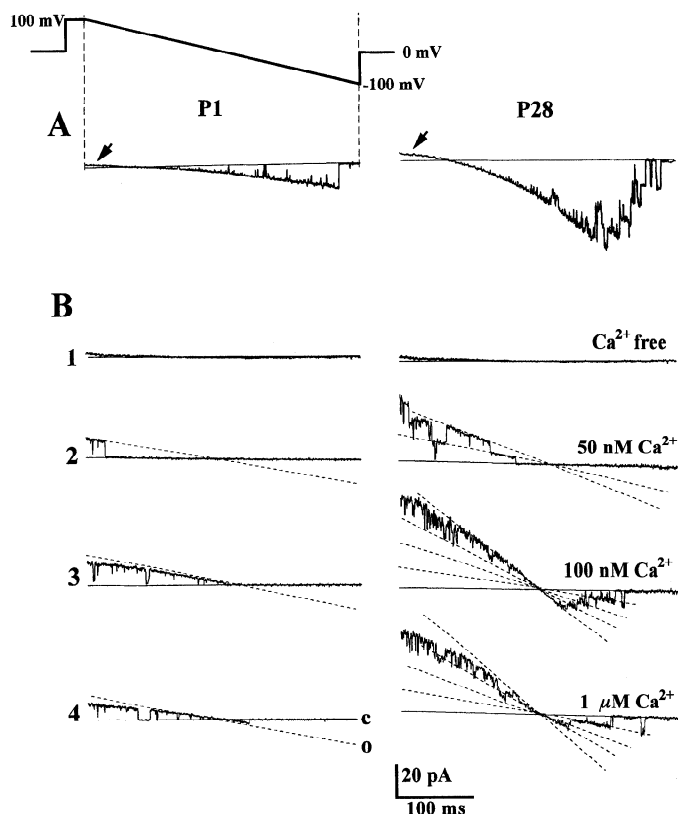 100 mV
0 mV
-100 mV
A
P1
P28
B
1
Ca2+ free
2
50 nM Ca2+
3
100 nM Ca2+
4
c
o
1 μM Ca2+
20 pA
100 ms